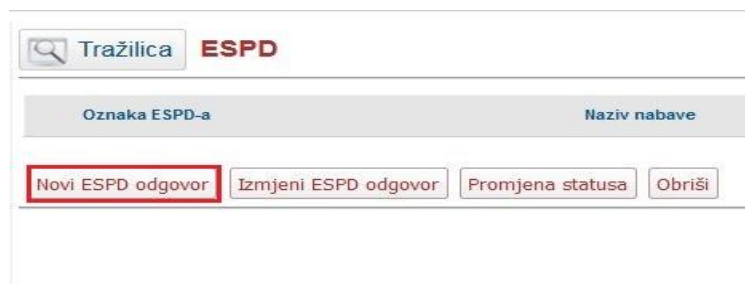 Tražilica ESPD
Oznaka ESPD-a Naziv nabave
Novi ESPD odgovor Izmjeni ESPD odgovor Promjena statusa Obriši